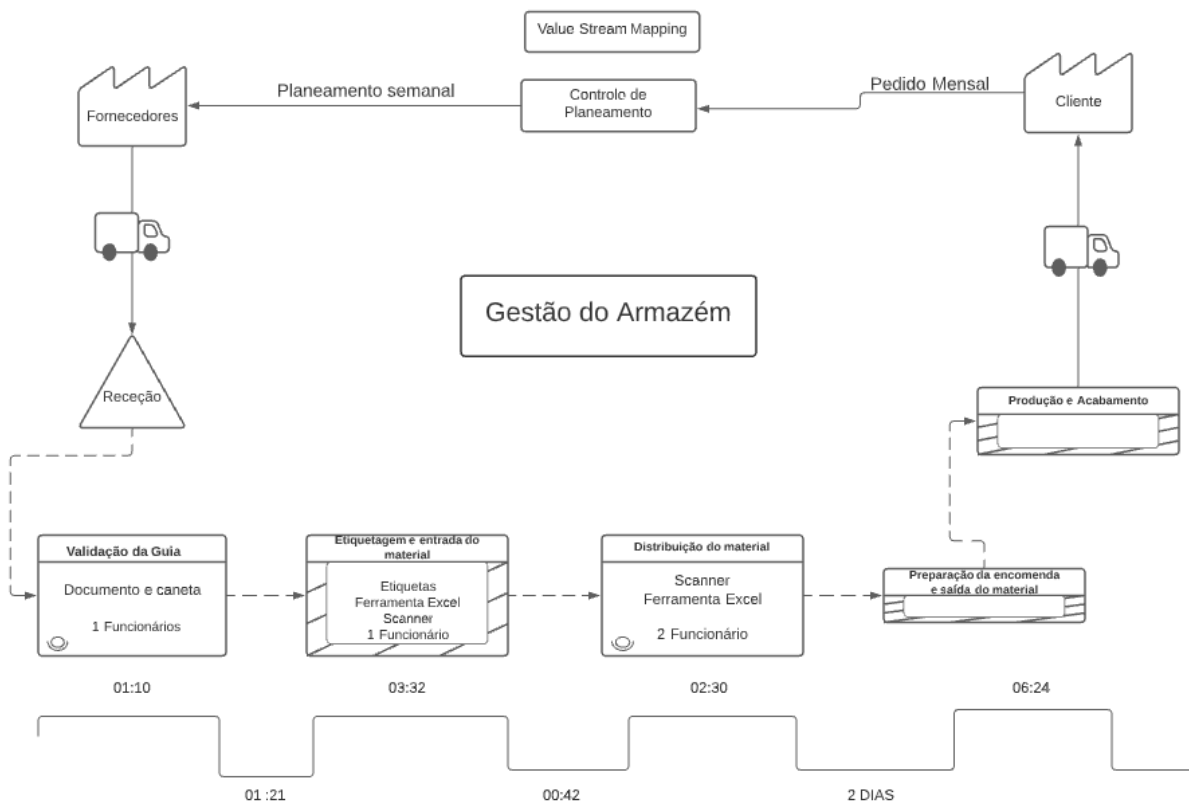 Value Stream Mapping
Planeamento semanal
Controlo de
Planeamento
Pedido Mensal
Fornecedores
Cliente
Gestão do Armazém
Receção
Produção e Acabamento
Validação da Guia
Documento e caneta
1 Funcionários
Etiquetagem e entrada do
material
Etiquetas
Ferramenta Excel
Scanner
1 Funcionário
Distribuição do material
Scanner
Ferramenta Excel
2 Funcionário
Preparação da encomenda
e saída do material
01:10
03:32
02:30
06:24
01 :21
00:42
2 DIAS